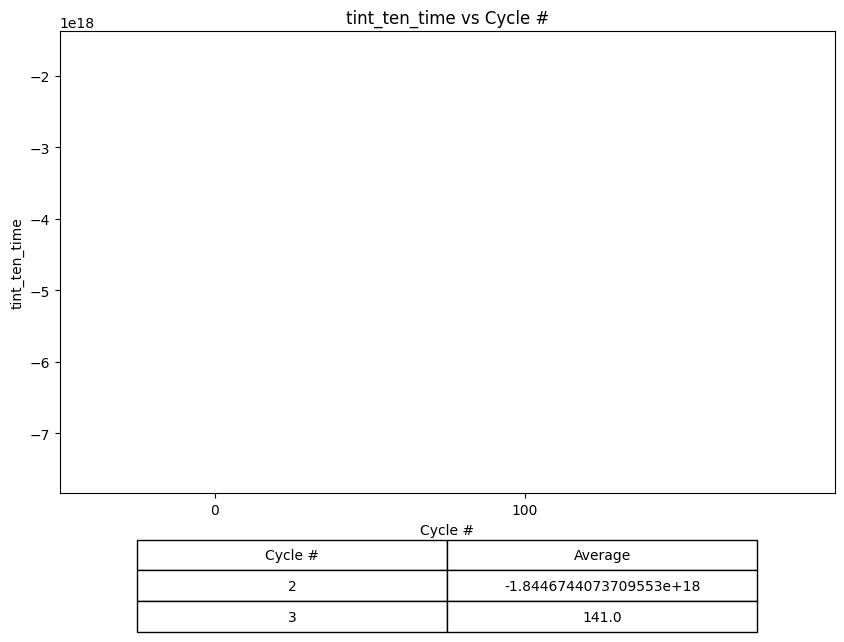 tint_ten_time vs Cycle #
1e18
−2
−3
−4
−5
−6
−7
tint_ten_time
0 100
Cycle #
Cycle # Average
2 -1.8446744073709553e+18
3 141.0